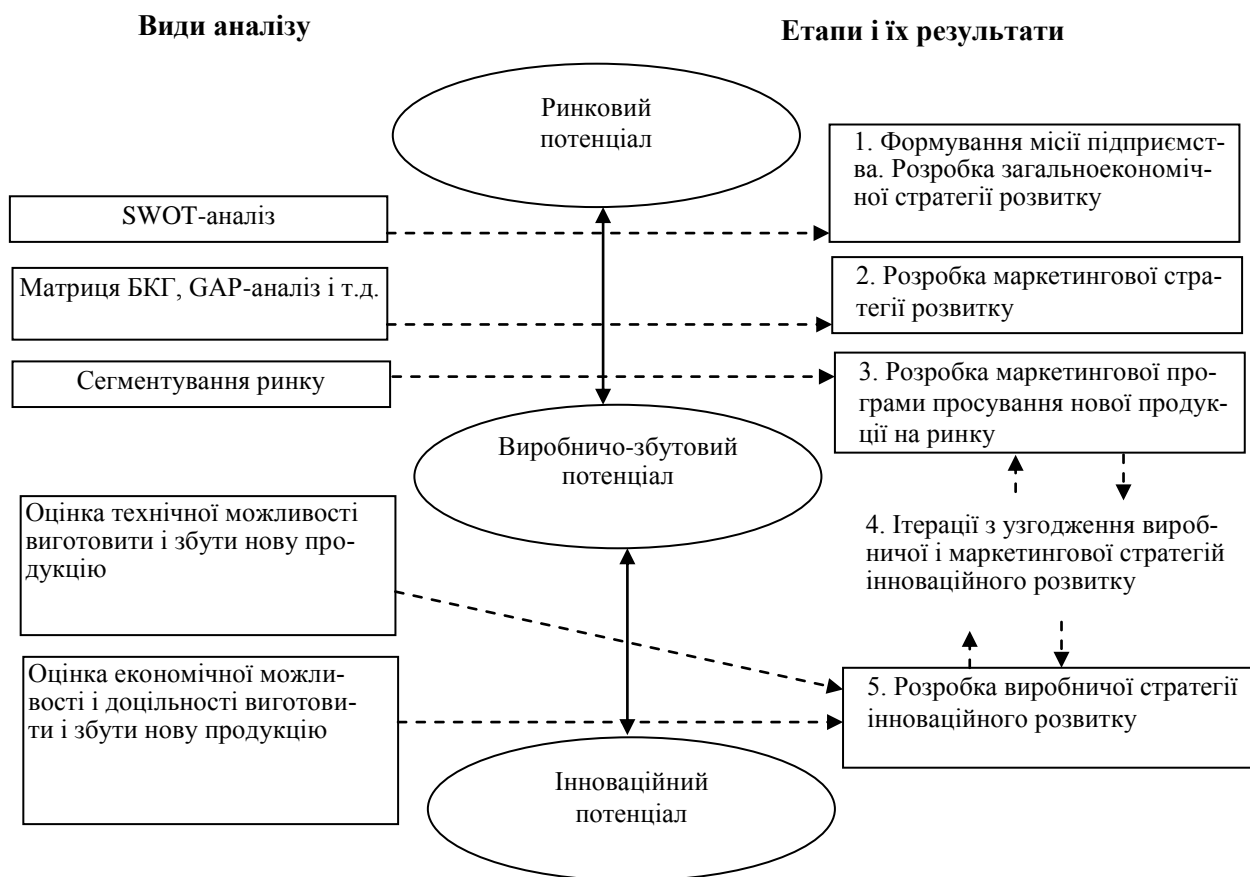 Види аналізу
Етапи і їх результати
Ринковий
потенціал
1. Формування місії підприємст-
ва. Розробка загальноекономіч-
ної стратегії розвитку
SWOT-аналіз
Матриця БКГ, GAP-аналіз і т.д.
2. Розробка маркетингової стра-
тегії розвитку
Сегментування ринку
3. Розробка маркетингової про-
грами просування нової продук-
ції на ринку
Виробничо-збутовий
потенціал
Оцінка технічної можливості
виготовити і збути нову про-
дукцію
4. Ітерації з узгодження вироб-
ничої і маркетингової стратегій
інноваційного розвитку
Оцінка економічної можли-
вості і доцільності виготови-
ти і збути нову продукцію
5. Розробка виробничої стратегії
інноваційного розвитку
Інноваційний
потенціал